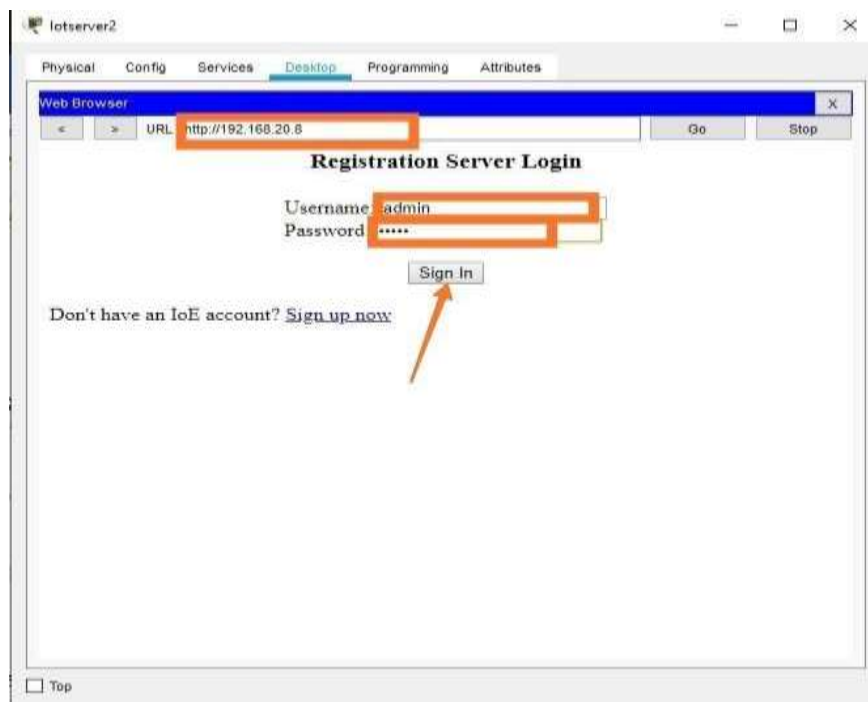 Iotserver2
Physical Config Services Desktop Programming Attributes
Web Browser X
< > URL http://192.168.20.8 Go Stop
Registration Server Login
Username: admin
Password: •••••
Sign In
Don't have an IoE account? Sign up now
Top